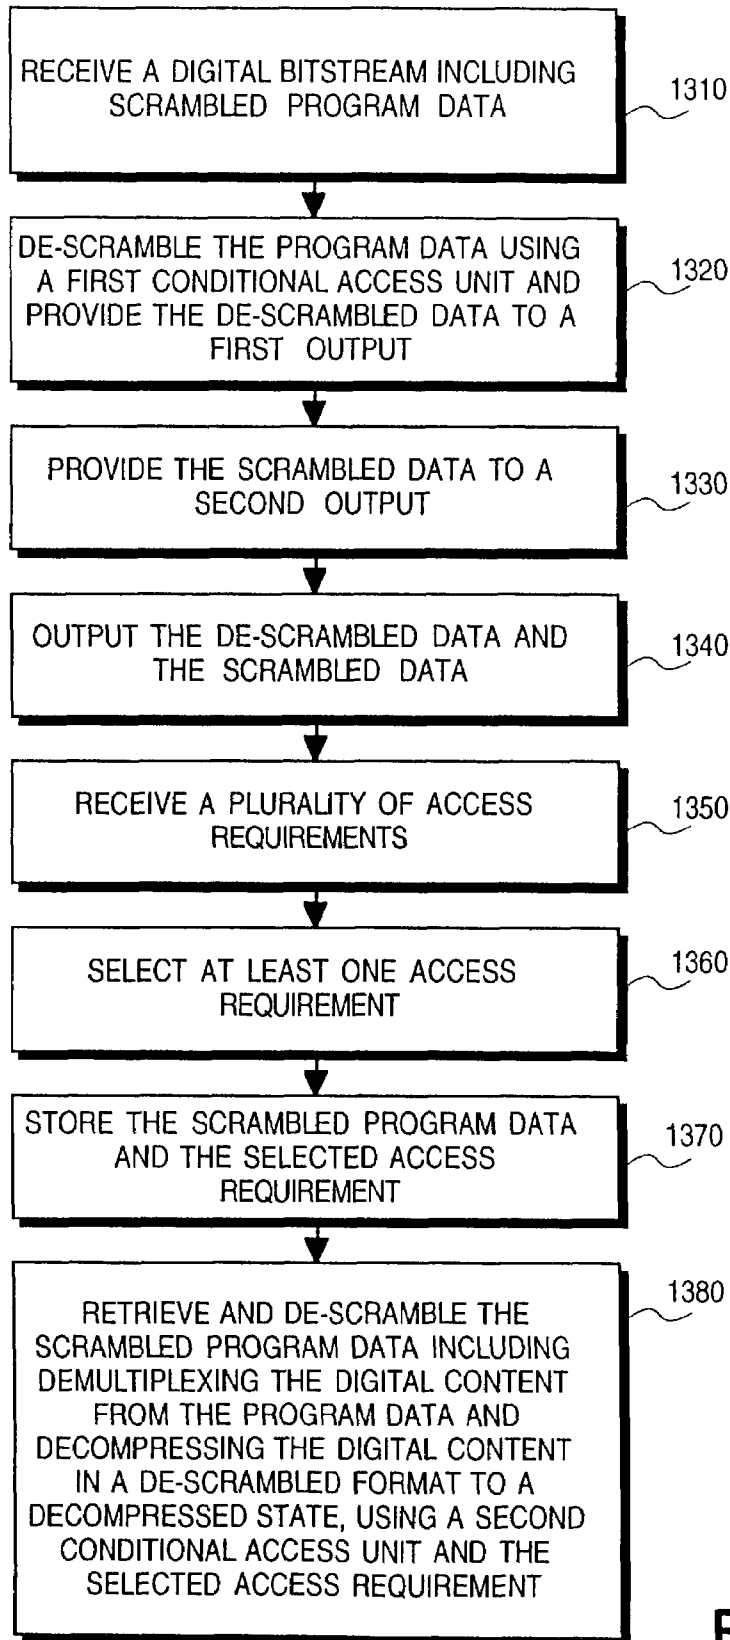 RECEIVE A DIGITAL BITSTREAM INCLUDING
SCRAMBLED PROGRAM DATA
1310
DE-SCRAMBLE THE PROGRAM DATA USING
A FIRST CONDITIONAL ACCESS UNIT AND
PROVIDE THE DE-SCRAMBLED DATA TO A
FIRST OUTPUT
1320
PROVIDE THE SCRAMBLED DATA TO A
SECOND OUTPUT
1330
OUTPUT THE DE-SCRAMBLED DATA AND
THE SCRAMBLED DATA
1340
RECEIVE A PLURALITY OF ACCESS
REQUIREMENTS
1350
SELECT AT LEAST ONE ACCESS
REQUIREMENT
1360
STORE THE SCRAMBLED PROGRAM DATA
AND THE SELECTED ACCESS
REQUIREMENT
1370
RETRIEVE AND DE-SCRAMBLE THE
SCRAMBLED PROGRAM DATA INCLUDING
DEMULTIPLEXING THE DIGITAL CONTENT
FROM THE PROGRAM DATA AND
DECOMPRESSING THE DIGITAL CONTENT
IN A DE-SCRAMBLED FORMAT TO A
DECOMPRESSED STATE, USING A SECOND
CONDITIONAL ACCESS UNIT AND THE
SELECTED ACCESS REQUIREMENT
1380